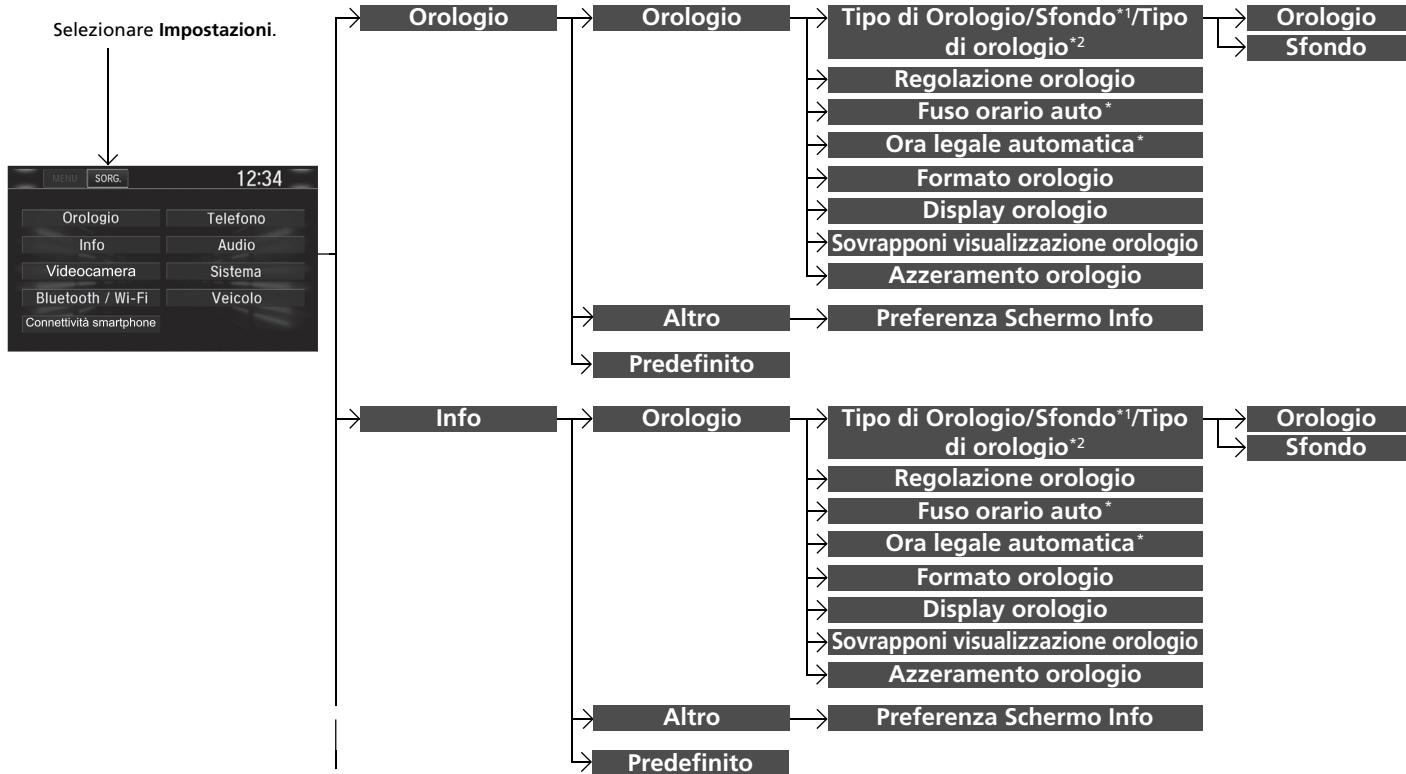 Selezionare Impostazioni.
MENU SORG. 12:34
Orologio Telefono
Info Audio
Videocamera Sistema
Bluetooth / Wi-Fi Veicolo
Connettività smartphone
Orologio
Orologio
Tipo di Orologio/Sfondo*1/Tipo
di orologio*2
Orologio
Sfondo
Regolazione orologio
Fuso orario auto*
Ora legale automatica*
Formato orologio
Display orologio
Sovrapponi visualizzazione orologio
Azzeramento orologio
Altro
Preferenza Schermo Info
Predefinito
Info
Orologio
Tipo di Orologio/Sfondo*1/Tipo
di orologio*2
Orologio
Sfondo
Regolazione orologio
Fuso orario auto*
Ora legale automatica*
Formato orologio
Display orologio
Sovrapponi visualizzazione orologio
Azzeramento orologio
Altro
Preferenza Schermo Info
Predefinito